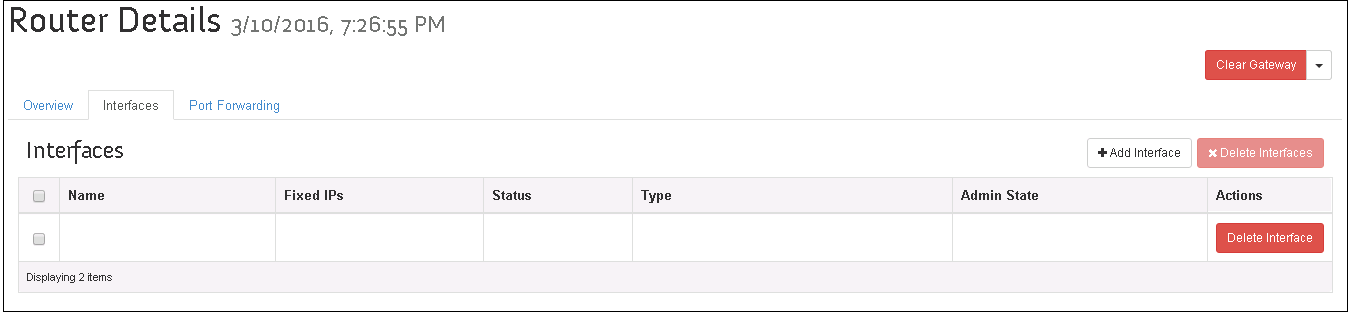 Router Details 3/10/2016, 7:26:55 PM
Clear Gateway
Overview Interfaces Port Forwarding
Interfaces Add Interface Delete Interfaces
Name Fixed IPs Status Type Admin State Actions
Delete Interface
Displaying 2 items